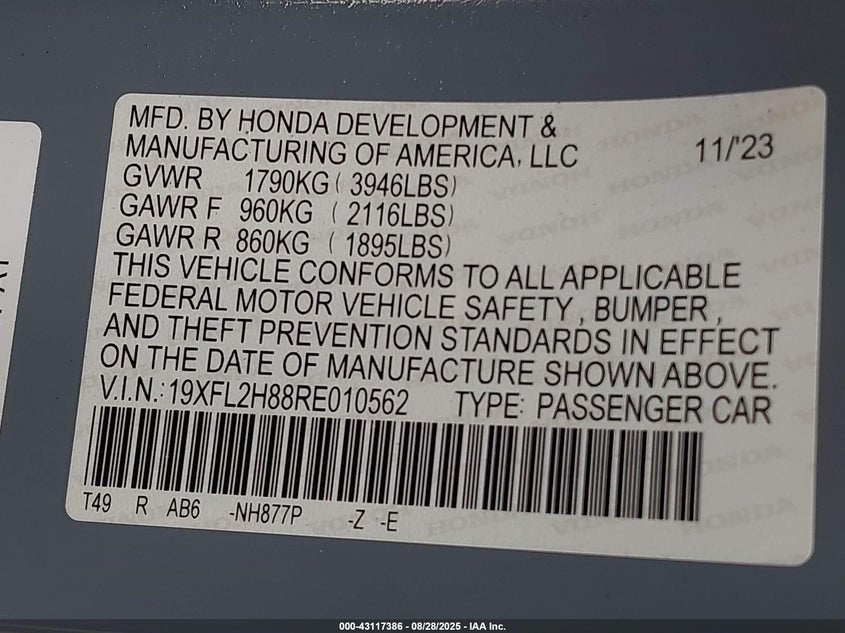 MFD. BY HONDA DEVELOPMENT &
MANUFACTURING OF AMERICA, LLC 11/'23
GVWR 1790KG ( 3946LBS)
GAWR F 960KG ( 2116LBS)
GAWR R 860KG ( 1895LBS)
THIS VEHICLE CONFORMS TO ALL APPLICABLE
FEDERAL MOTOR VEHICLE SAFETY , BUMPER ,
AND THEFT PREVENTION STANDARDS IN EFFECT
ON THE DATE OF MANUFACTURE SHOWN ABOVE.
V.I.N.: 19XFL2H88RE010562 TYPE: PASSENGER CAR
T49 R AB6 -NH877P -Z -E
000-43117386 - 08/28/2025 - IAA Inc.